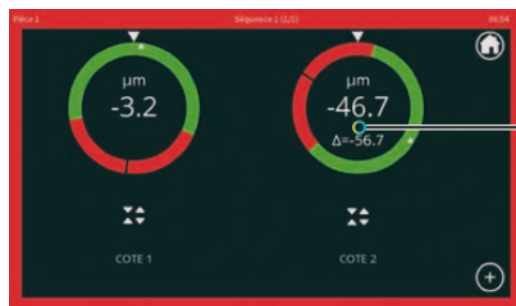 Pièce 1 Séquence 1 (1/1) 06:54
µm µm
-3.2 -46.7
Δ=-56.7
COTE 1 COTE 2